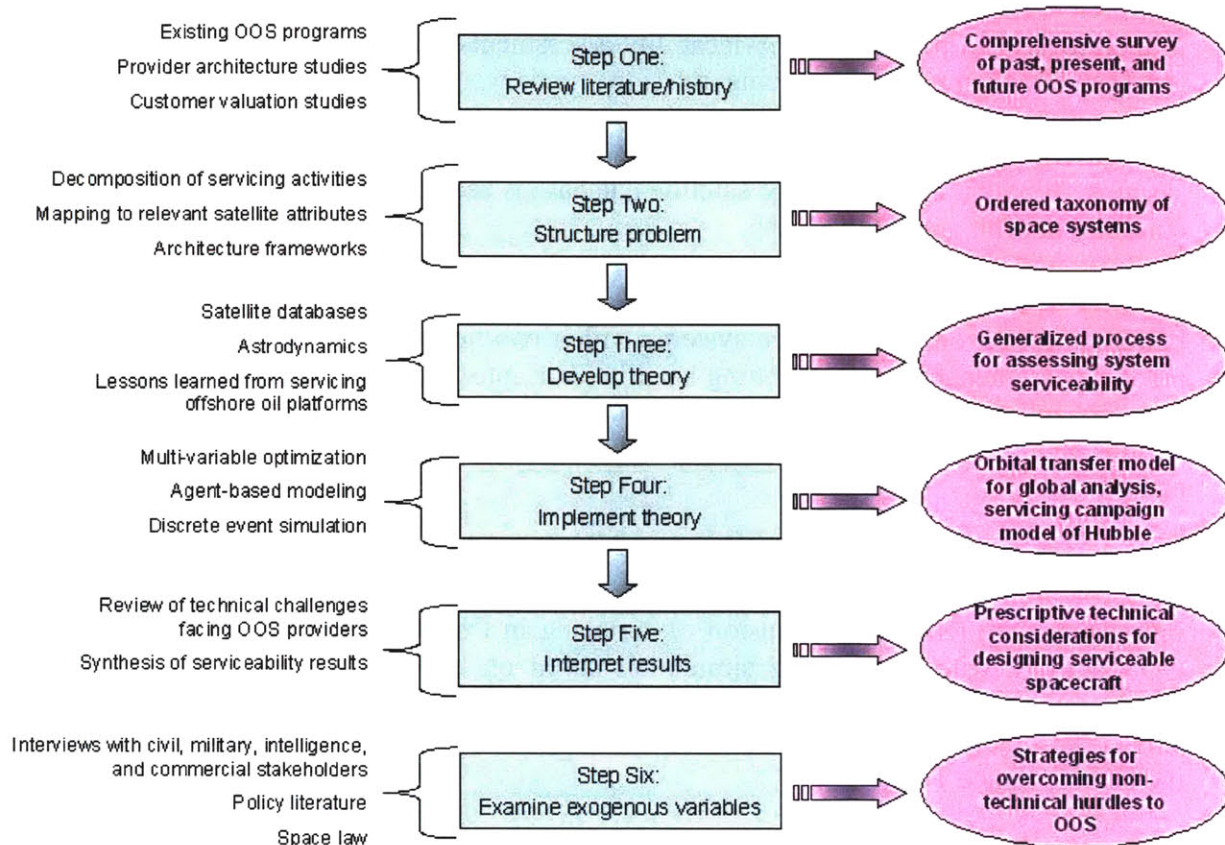 Existing OOS programs
Provider architecture studies
Customer valuation studies
Step One:
Review literature/history
Comprehensive survey
of past, present, and
future OOS programs
Decomposition of servicing activities
Mapping to relevant satellite attributes
Architecture frameworks
Step Two:
Structure problem
Ordered taxonomy of
space systems
Satellite databases
Astrodynamics
Lessons learned from servicing
offshore oil platforms
Step Three:
Develop theory
Generalized process
for assessing system
serviceability
Multi-variable optimization
Agent-based modeling
Discrete event simulation
Step Four:
Implement theory
Orbital transfer model
for global analysis,
servicing campaign
model of Hubble
Review of technical challenges
facing OOS providers
Synthesis of serviceability results
Step Five:
Interpret results
Prescriptive technical
considerations for
designing serviceable
spacecraft
Interviews with civil, military, intelligence,
and commercial stakeholders
Policy literature
Space law
Step Six:
Examine exogenous variables
Strategies for
overcoming non-
technical hurdles to
OOS